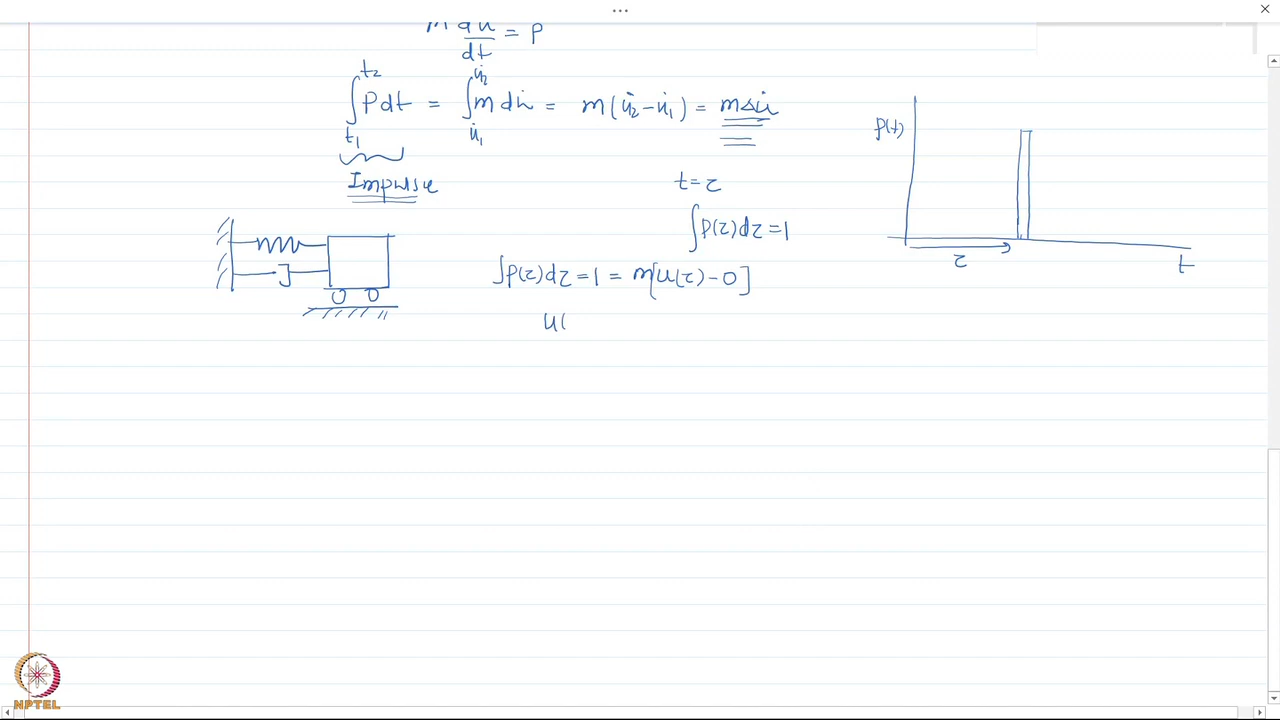 m du̇/dt = P
∫_{t₁}^{t₂} P dt = ∫_{u̇₁}^{u̇₂} m du̇ = m(u̇₂ - u̇₁) = mΔu̇
Impulse
p(t)
t = τ
∫p(τ)dτ = 1
τ
t
∫p(τ)dτ = 1 = m[u(τ) - 0]
u(
NPTEL